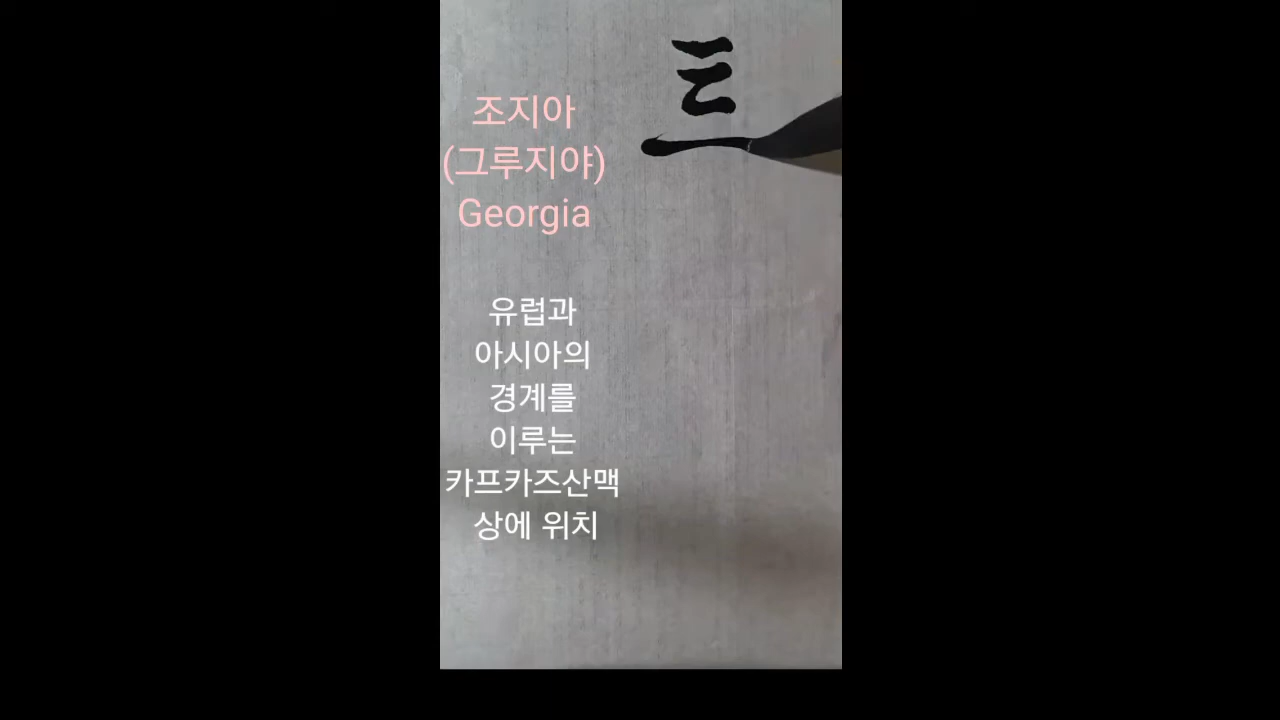 트
조지아
(그루지야)
Georgia
유럽과
아시아의
경계를
이루는
카프카즈산맥
상에 위치